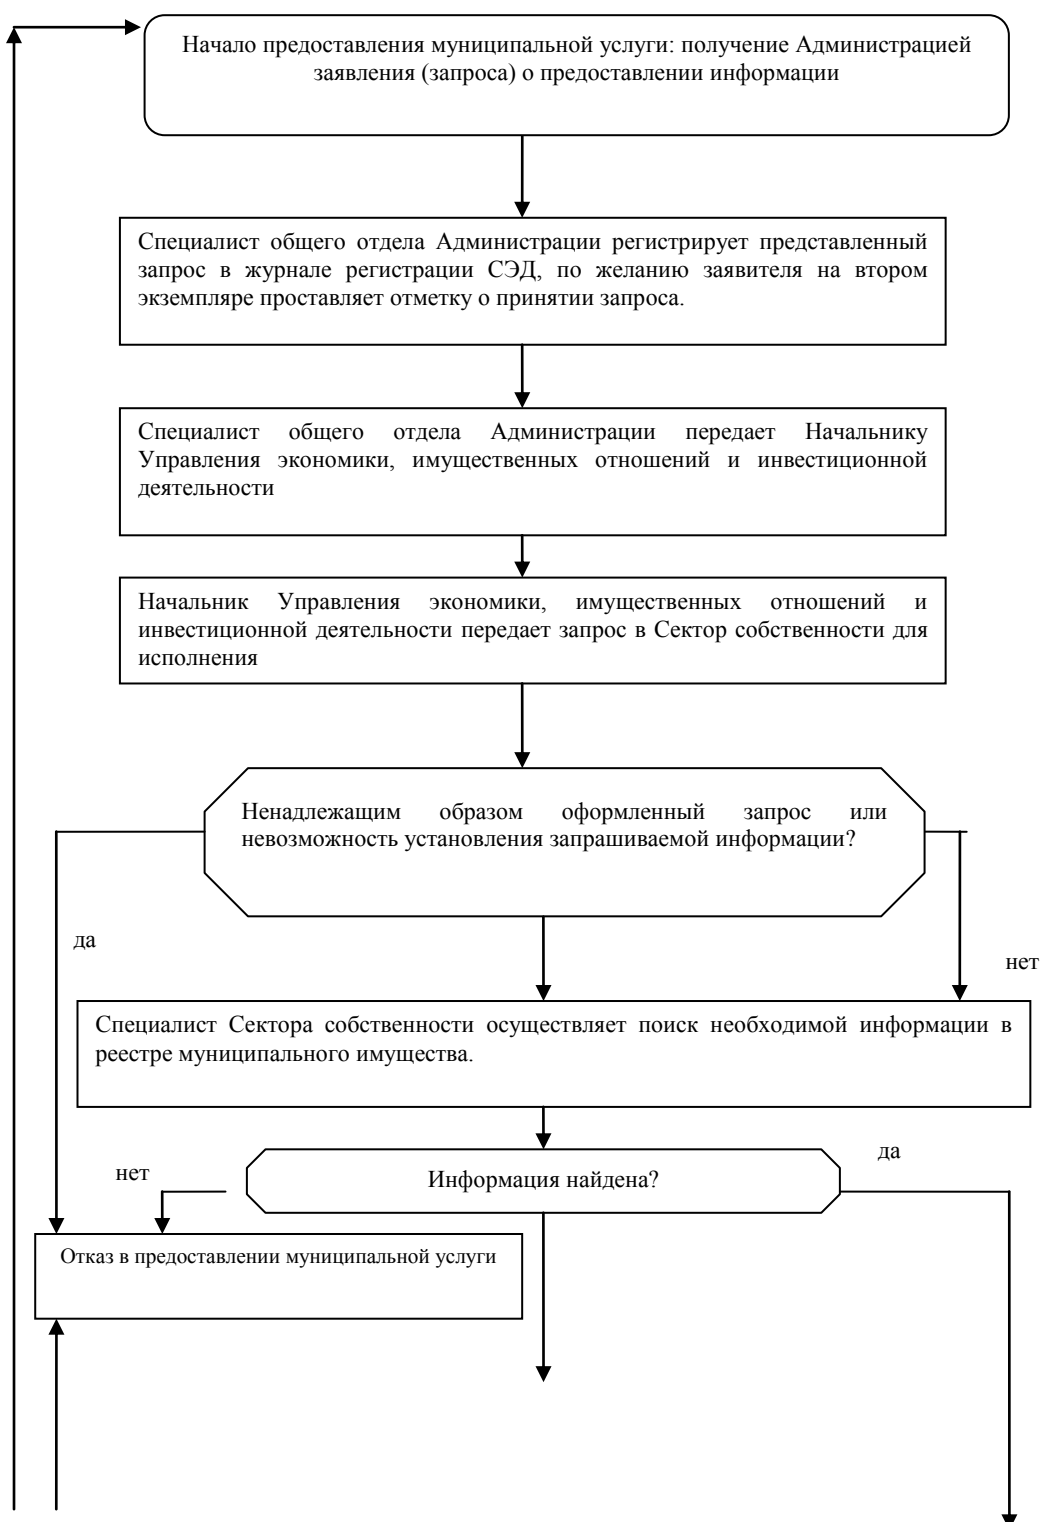 Начало предоставления муниципальной услуги: получение Администрацией
заявления (запроса) о предоставлении информации
Специалист общего отдела Администрации регистрирует представленный
запрос в журнале регистрации СЭД, по желанию заявителя на втором
экземпляре проставляет отметку о принятии запроса.
Специалист общего отдела Администрации передает Начальнику
Управления экономики, имущественных отношений и инвестиционной
деятельности
Начальник Управления экономики, имущественных отношений и
инвестиционной деятельности передает запрос в Сектор собственности для
исполнения
Ненадлежащим образом оформленный запрос или
невозможность установления запрашиваемой информации?
да
нет
Специалист Сектора собственности осуществляет поиск необходимой информации в
реестре муниципального имущества.
да
нет
Информация найдена?
Отказ в предоставлении муниципальной услуги